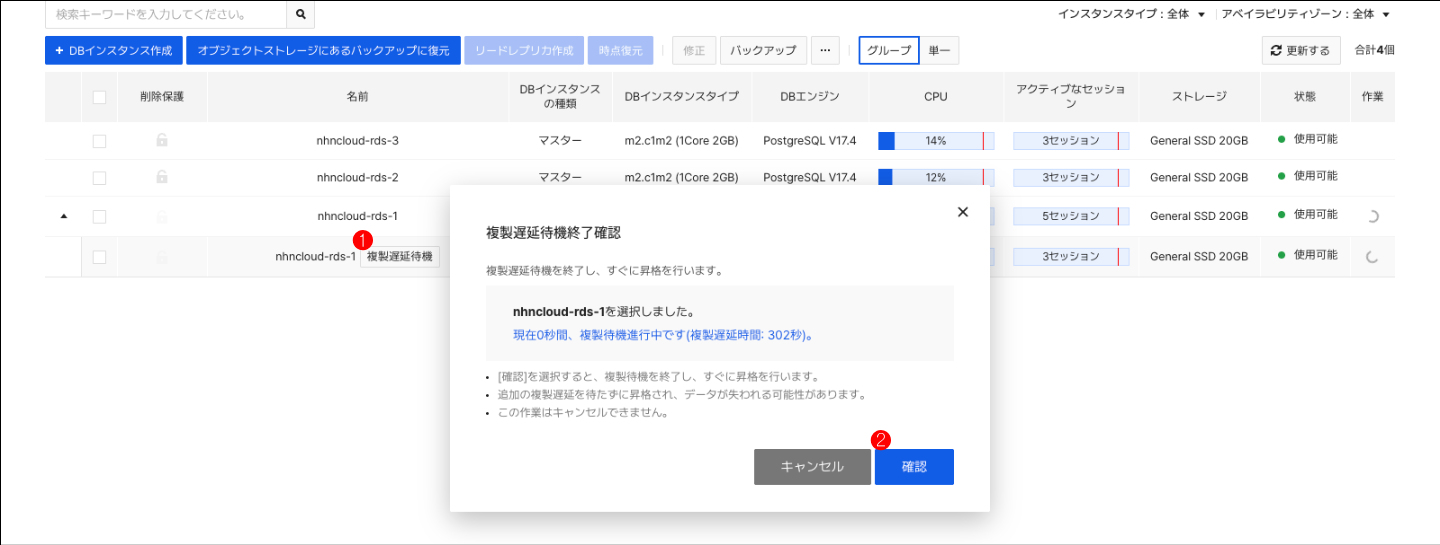 検索キーワードを入力してください。
インスタンスタイプ : 全体 ▼ アベイラビリティゾーン : 全体 ▼
+ DBインスタンス作成 オブジェクトストレージにあるバックアップに復元 リードレプリカ作成 時点復元 修正 バックアップ ... グループ 単一 更新する 合計4個
削除保護 名前 DBインスタンスの種類 DBインスタンスタイプ DBエンジン CPU アクティブなセッション ストレージ 状態 作業
nhncloud-rds-3 マスター m2.c1m2 (1Core 2GB) PostgreSQL V17.4 14% 3セッション General SSD 20GB 使用可能
nhncloud-rds-2 マスター m2.c1m2 (1Core 2GB) PostgreSQL V17.4 12% 3セッション General SSD 20GB 使用可能
nhncloud-rds-1 5セッション General SSD 20GB 使用可能
1
nhncloud-rds-1 複製遅延待機 3セッション General SSD 20GB 使用可能
複製遅延待機終了確認
複製遅延待機を終了し、すぐに昇格を行います。
nhncloud-rds-1を選択しました。
現在0秒間、複製待機進行中です(複製遅延時間: 302秒)。
• [確認]を選択すると、複製待機を終了し、すぐに昇格を行います。
• 追加の複製遅延を待たずに昇格され、データが失われる可能性があります。
• この作業はキャンセルできません。
2
キャンセル 確認